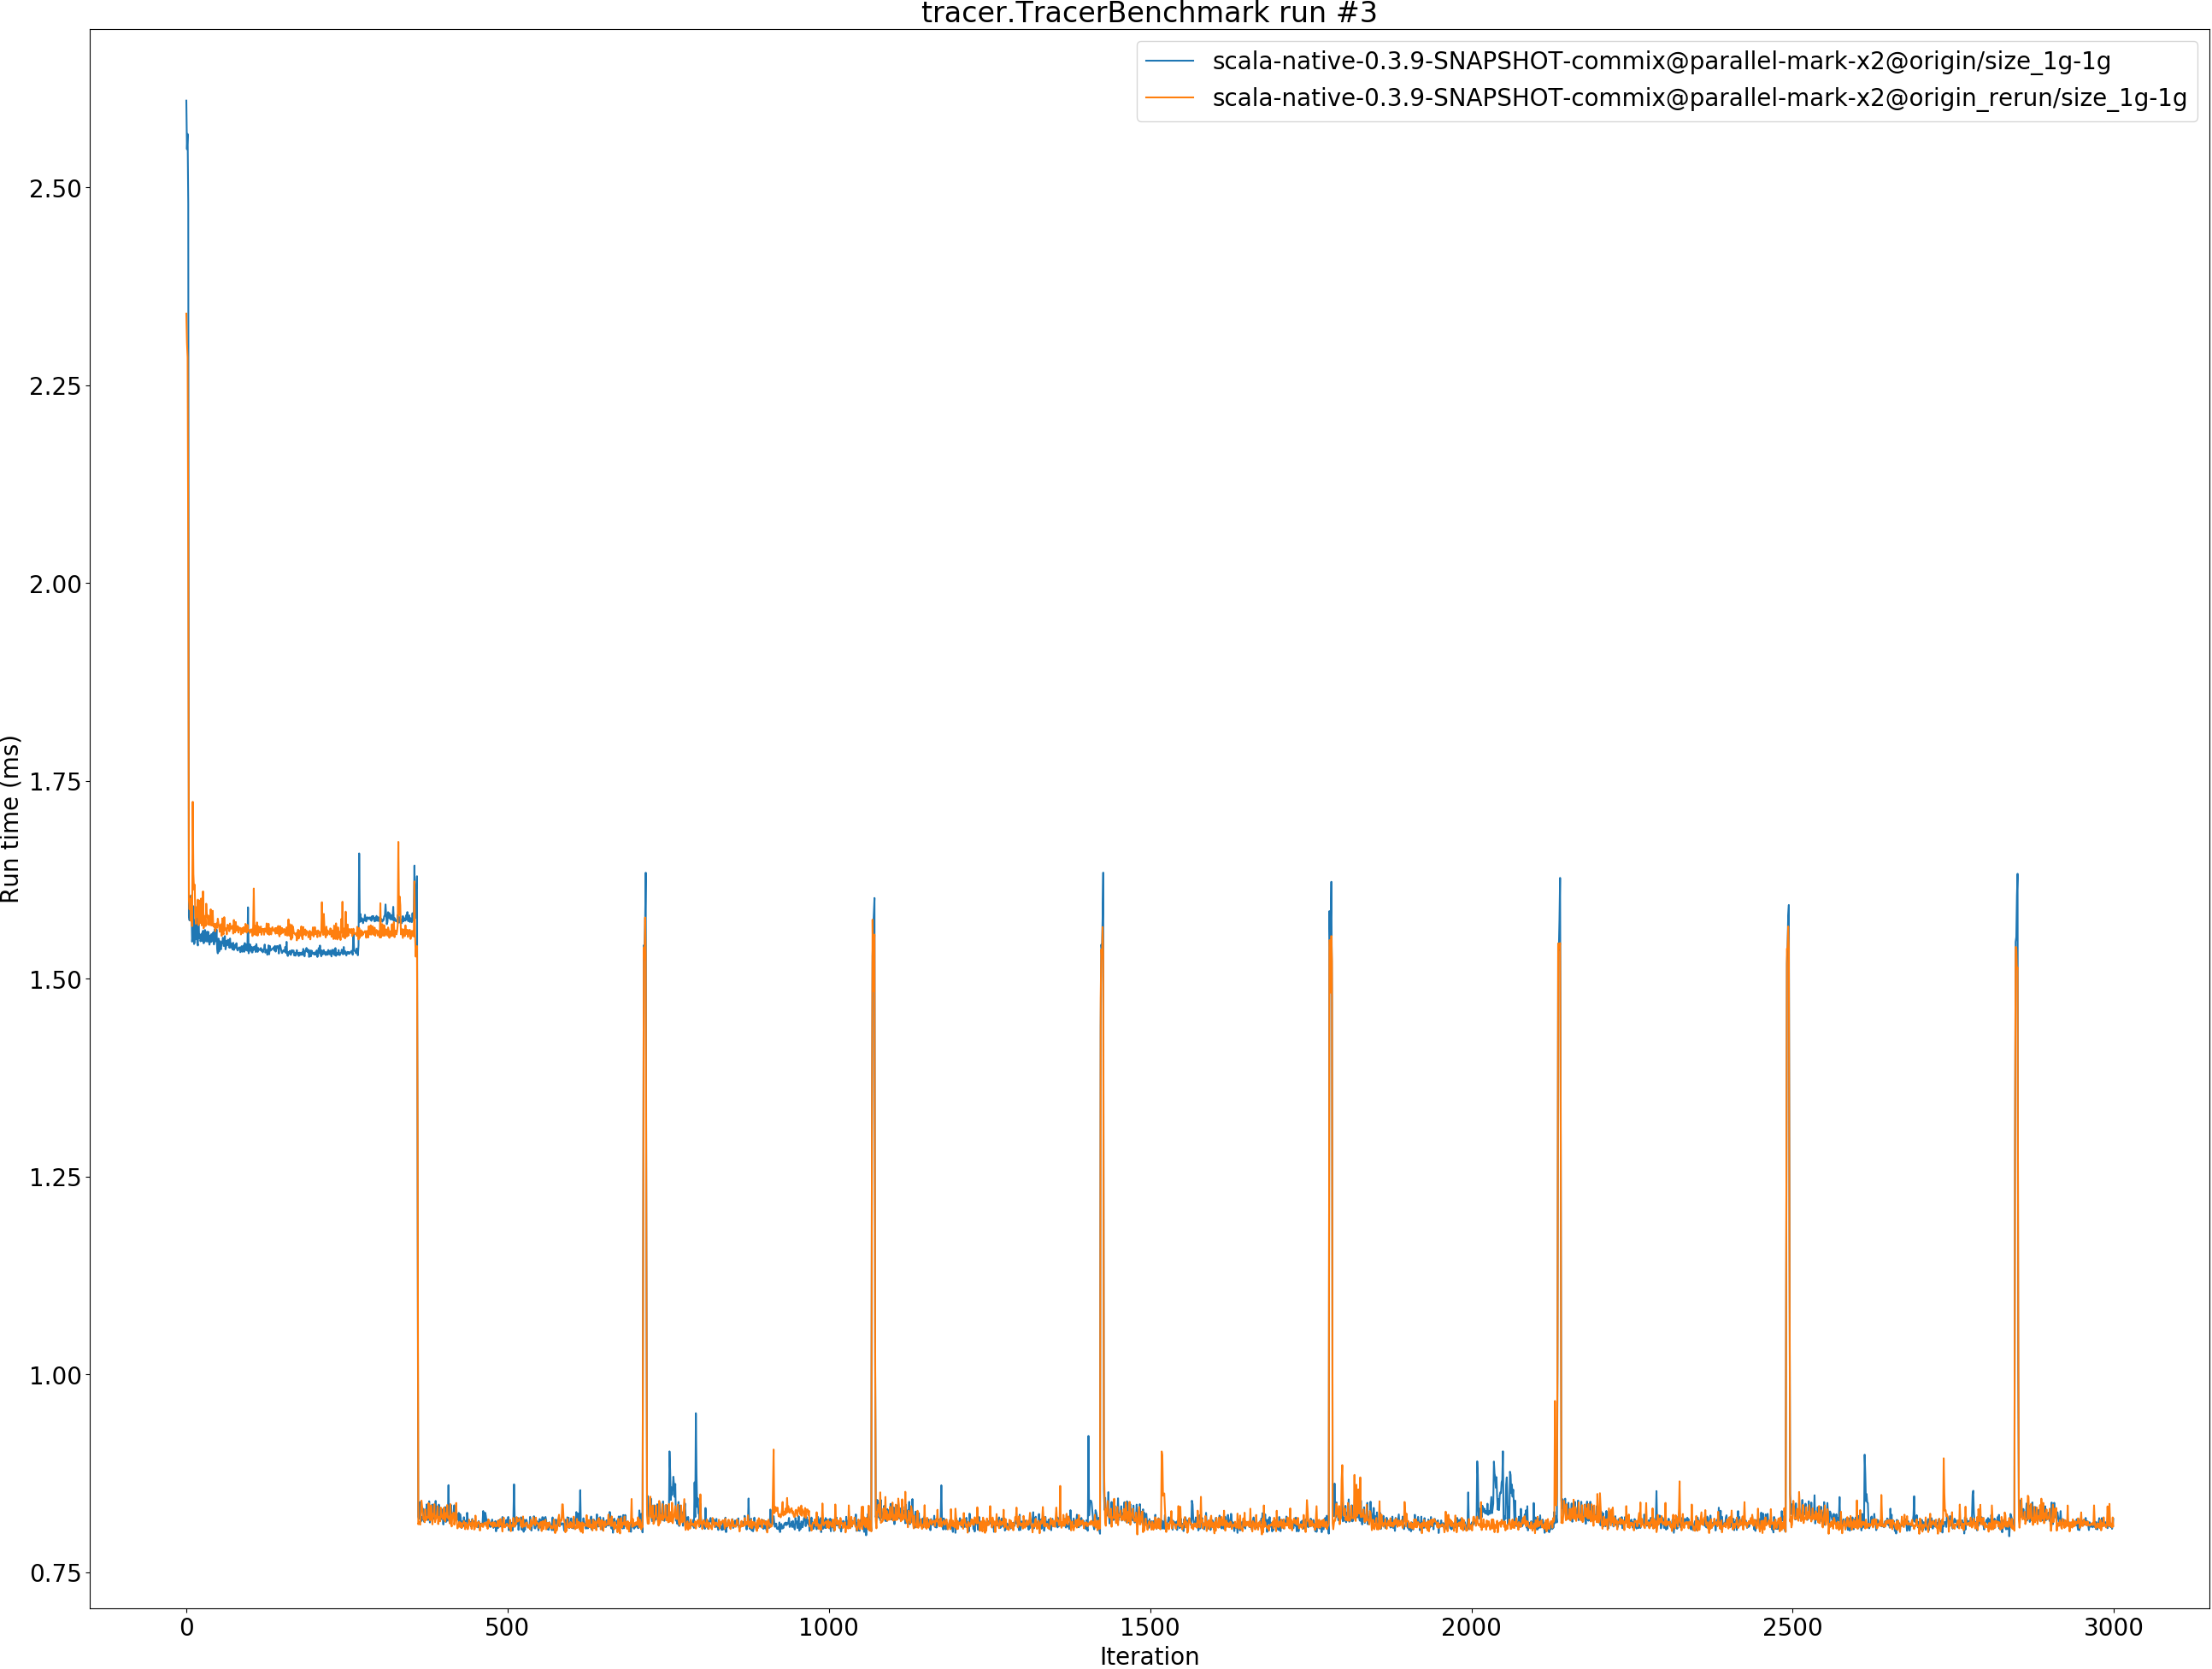 tracer.TracerBenchmark run #3
scala-native-0.3.9-SNAPSHOT-commix@parallel-mark-x2@origin/size_1g-1g
scala-native-0.3.9-SNAPSHOT-commix@parallel-mark-x2@origin_rerun/size_1g-1g
Run time (ms)
2.50
2.25
2.00
1.75
1.50
1.25
1.00
0.75
0 500 1000 1500 2000 2500 3000
Iteration